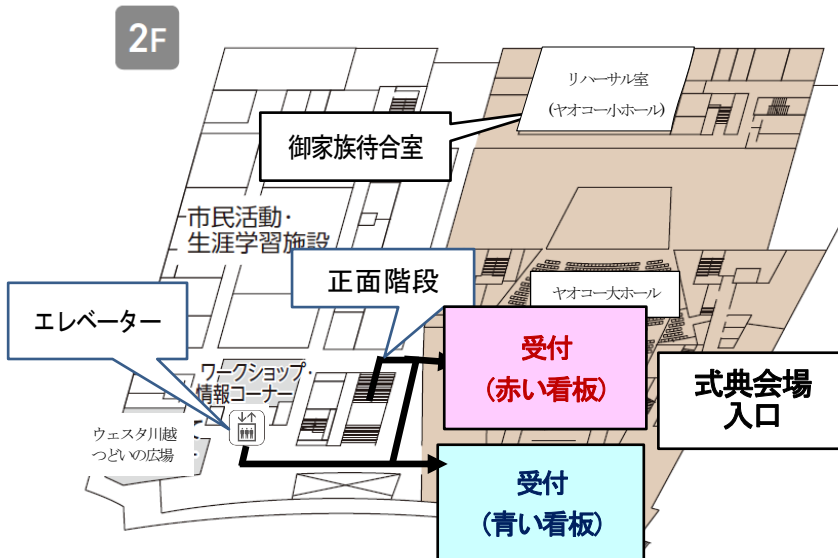 2F
リハーサル室
(ヤオコー小ホール)
御家族待合室
市民活動・
生涯学習施設
正面階段
ヤオコー大ホール
エレベーター
受付
(赤い看板)
式典会場
入口
ワークショップ・
情報コーナー
ウェスタ川越
つどいの広場
受付
(青い看板)